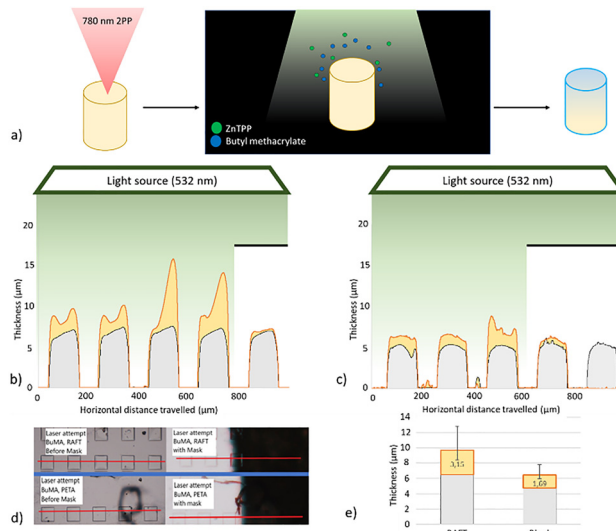 780 nm 2PP
ZnTPP
Butyl methacrylate
a)
Light source (532 nm)
Thickness (μm)
20
15
10
5
0
0
200
400
600
800
Horizontal distance travelled (μm)
b)
Light source (532 nm)
Thickness (μm)
20
15
10
5
0
0
200
400
600
800
Horizontal distance travelled (μm)
c)
Laser attempt
BuMA, RAFT
Before Mask
Laser attempt
BuMA, RAFT
with Mask
Laser attempt
BuMA, PETA
Before Mask
Laser attempt
BuMA, PETA
with mask
d)
Thickness (μm)
14
12
10
8
6
4
2
0
3,15
1,69
e)